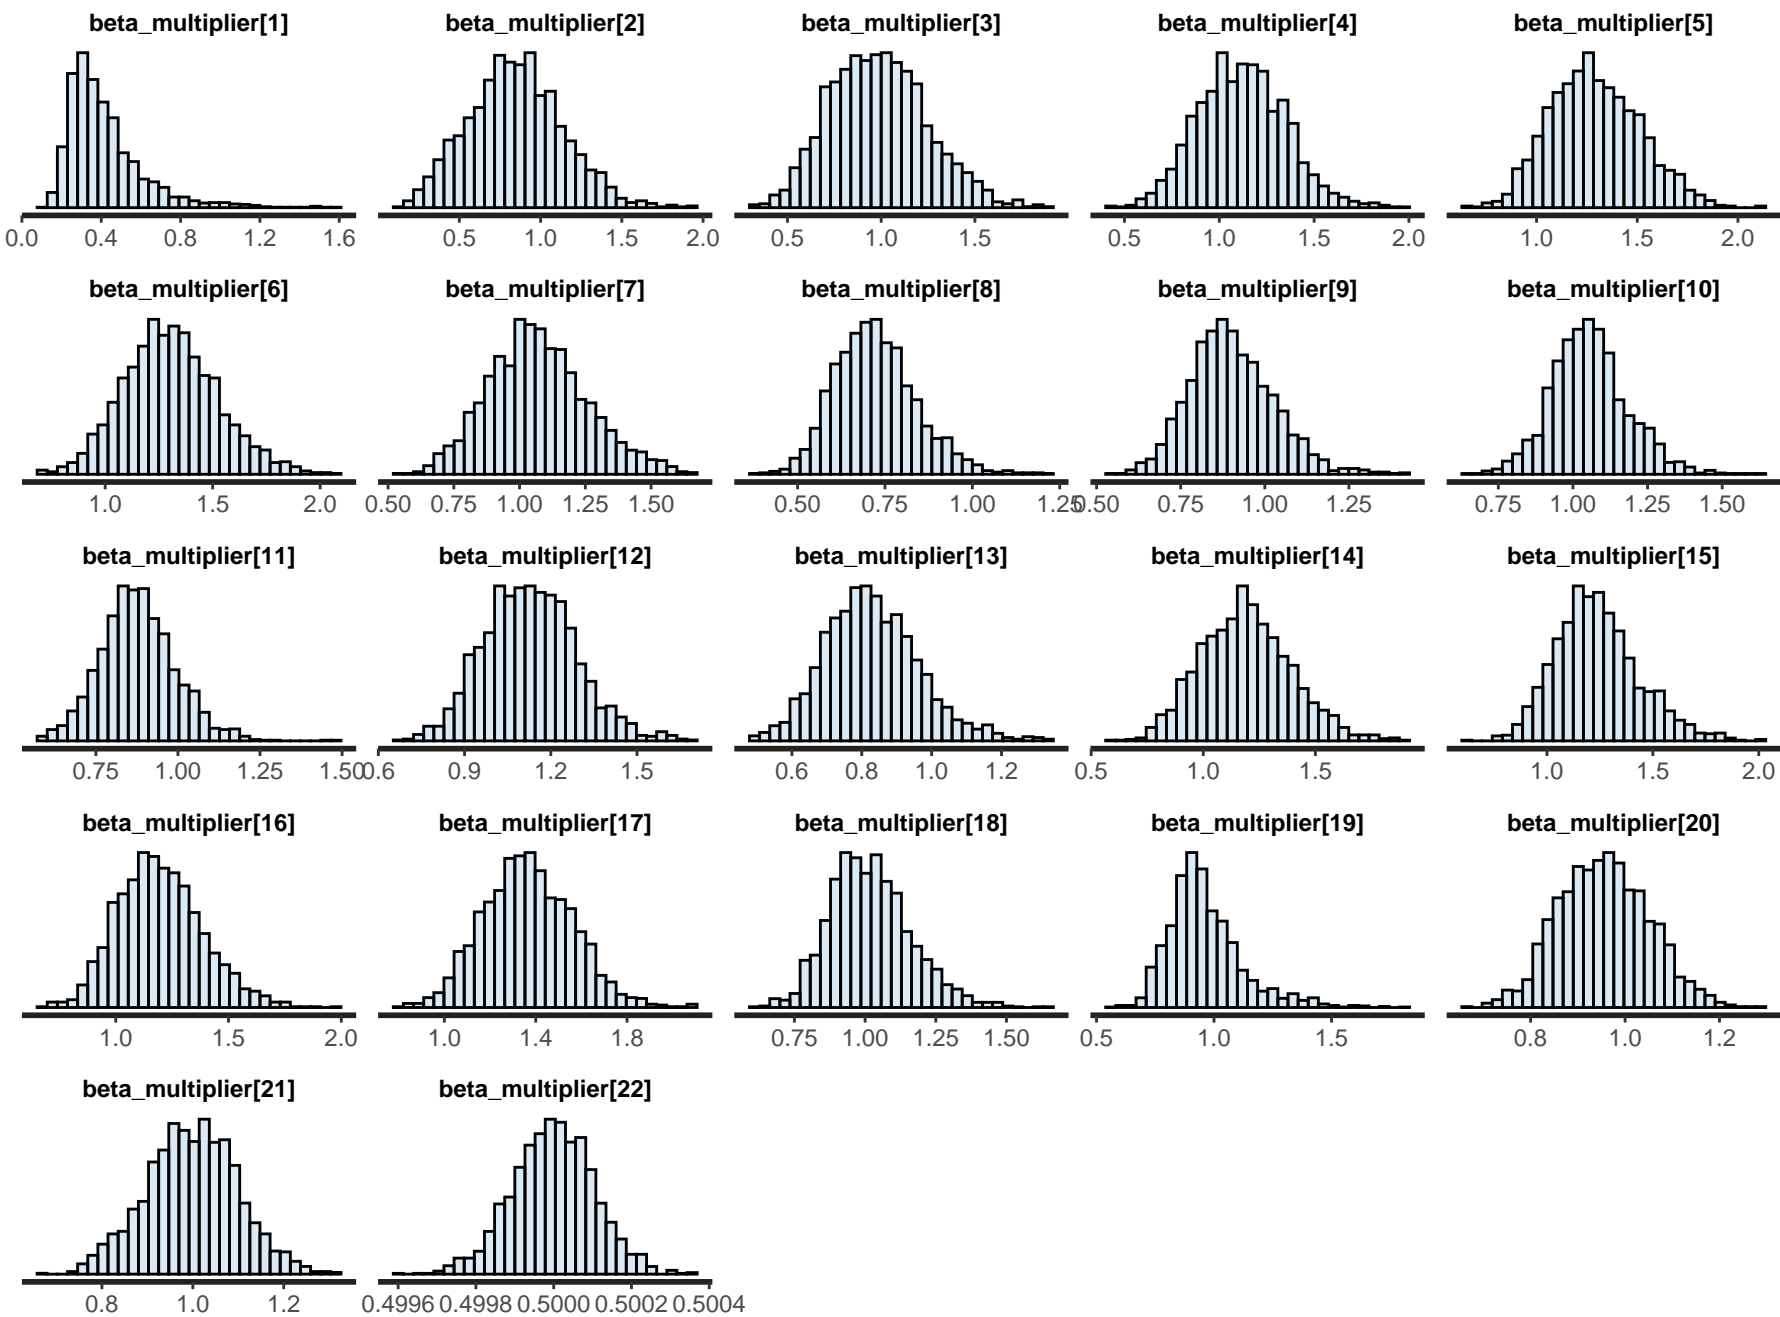 beta_multiplier[1] beta_multiplier[2] beta_multiplier[3] beta_multiplier[4] beta_multiplier[5]
0.0 0.4 0.8 1.2 1.6 0.5 1.0 1.5 2.0 0.5 1.0 1.5 0.5 1.0 1.5 2.0 1.0 1.5 2.0
beta_multiplier[6] beta_multiplier[7] beta_multiplier[8] beta_multiplier[9] beta_multiplier[10]
1.0 1.5 2.0 0.50 0.75 1.00 1.25 1.50 0.50 0.75 1.00 1.25 0.50 0.75 1.00 1.25 0.75 1.00 1.25 1.50
beta_multiplier[11] beta_multiplier[12] beta_multiplier[13] beta_multiplier[14] beta_multiplier[15]
0.75 1.00 1.25 1.50 0.6 0.9 1.2 1.5 0.6 0.8 1.0 1.2 0.5 1.0 1.5 1.0 1.5 2.0
beta_multiplier[16] beta_multiplier[17] beta_multiplier[18] beta_multiplier[19] beta_multiplier[20]
1.0 1.5 2.0 1.0 1.4 1.8 0.75 1.00 1.25 1.50 0.5 1.0 1.5 0.8 1.0 1.2
beta_multiplier[21] beta_multiplier[22]
0.8 1.0 1.2 0.4996 0.4998 0.5000 0.5002 0.5004